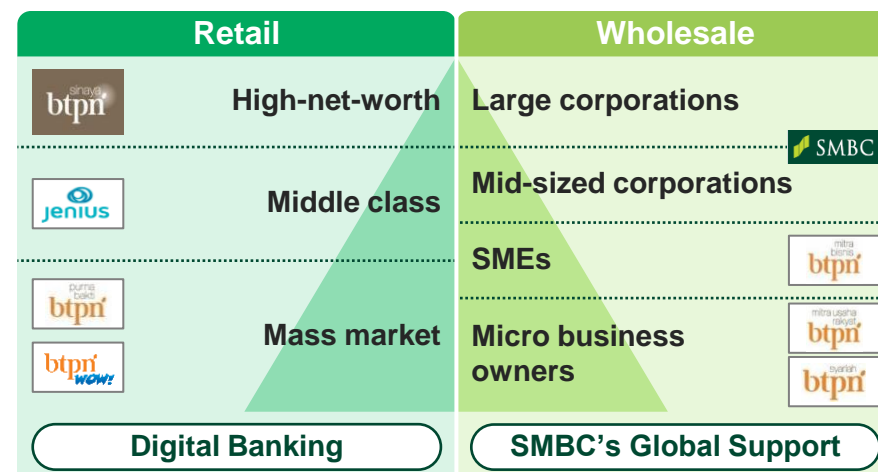 Retail
Wholesale
sinaya
btpn
High-net-worth
Large corporations
SMBC
Jenius
Middle class
Mid-sized corporations
SMEs
mitra
bisnis
btpn
purna
bakti
btpn
Mass market
btpn
WOW!
Micro business
owners
mitra usaha
rakyat
btpn
syariah
btpn
Digital Banking
SMBC's Global Support